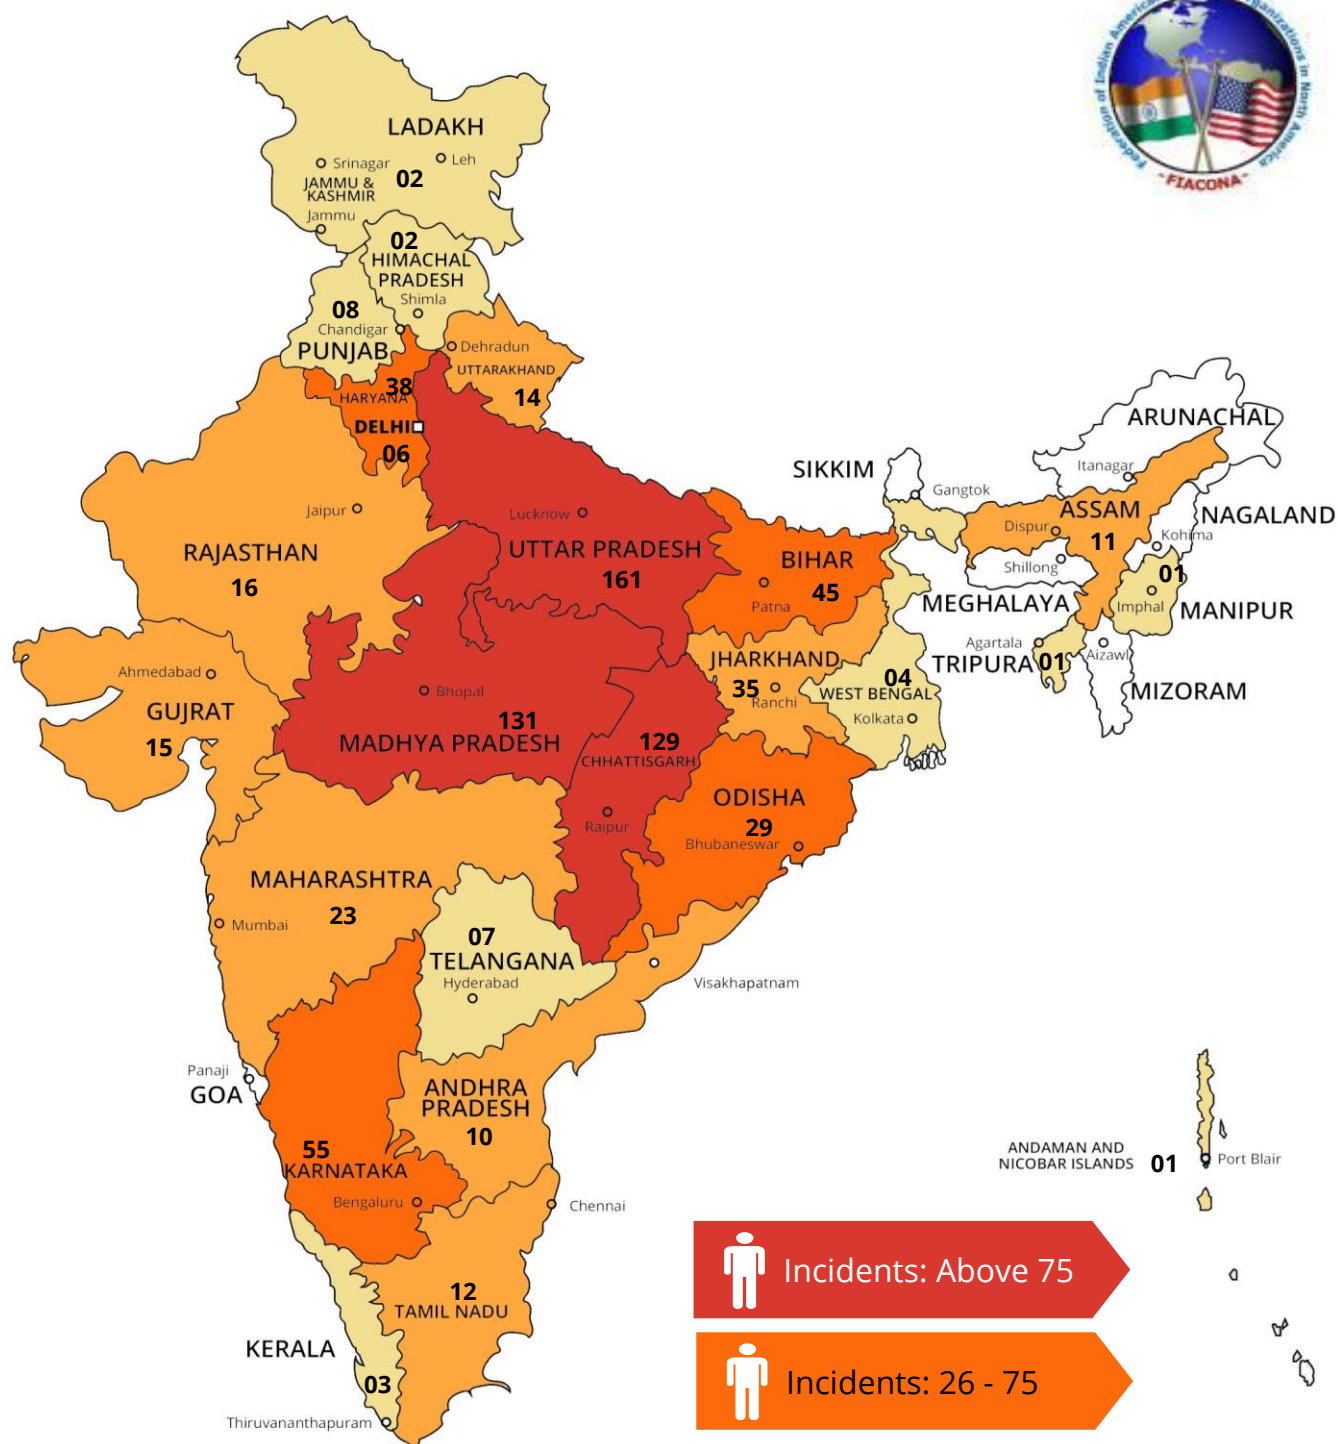 Federation of Indian American
ganizations in North America
- FIACONA -
LADAKH
Srinagar
Leh
JAMMU &
KASHMIR
02
Jammu
02
HIMACHAL
PRADESH
Shimla
08
Chandigar
PUNJAB
Dehradun
UTTARAKHAND
14
38
HARYANA
DELHI
06
ARUNACHAL
Itanagar
SIKKIM
Gangtok
ASSAM
Dispur
11
NAGALAND
Kohima
Jaipur
RAJASTHAN
16
Lucknow
UTTAR PRADESH
161
BIHAR
45
Patna
Shillong
MEGHALAYA
01
Imphal
MANIPUR
Agartala
TRIPURA
01
Aizawl
MIZORAM
Ahmedabad
GUJRAT
15
Bhopal
131
MADHYA PRADESH
JHARKHAND
35
Ranchi
04
WEST BENGAL
Kolkata
129
CHHATTISGARH
Raipur
ODISHA
29
Bhubaneswar
MAHARASHTRA
23
Mumbai
07
TELANGANA
Hyderabad
Visakhapatnam
Panaji
GOA
ANDHRA
PRADESH
10
55
KARNATAKA
Bengaluru
Chennai
ANDAMAN AND
NICOBAR ISLANDS
01
Port Blair
12
TAMIL NADU
KERALA
03
Thiruvananthapuram
Incidents: Above 75
Incidents: 26 - 75